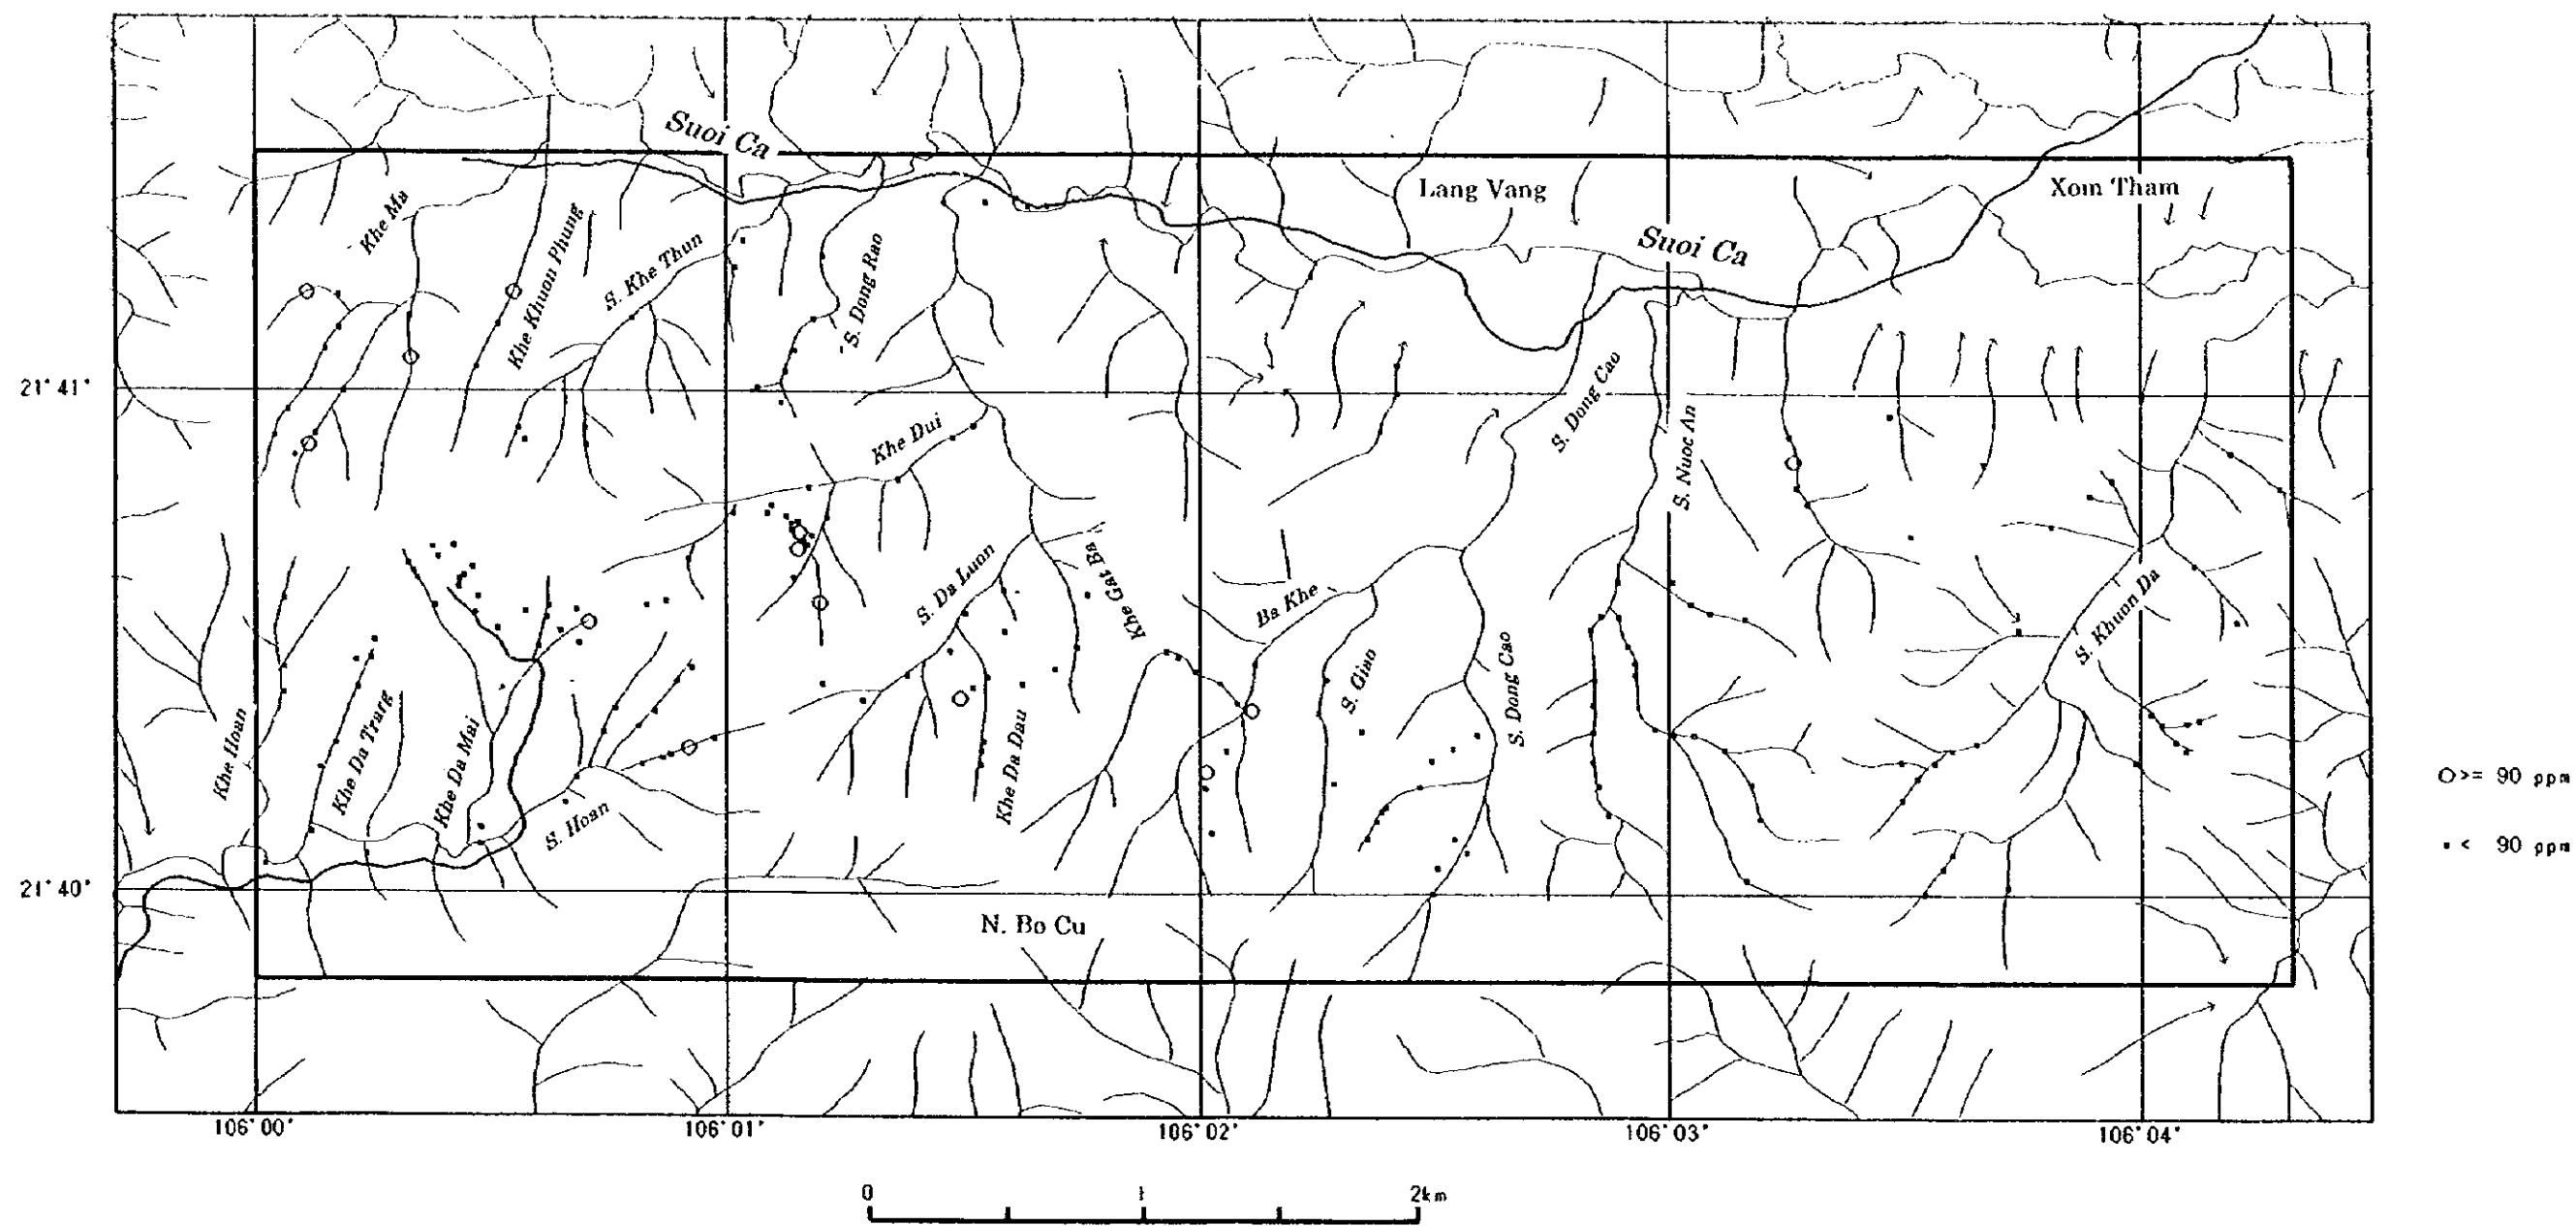 Suoi Ca
Lang Vang
Xom Tham
Khe Ma
Khe Khuon Phung
S. Khe Thun
S. Dong Rao
Suoi Ca
21°41'
Khe Dui
S. Dong Cao
S. Nuoc An
S. Da Luon
Khe Gat Ba
Ba Khe
S. Khuon Da
Khe Hoan
Khe Da Trarg
Khe Da Mai
S. Hoan
Khe Da Dau
S. Giao
S. Dong Cao
○>= 90 ppm
▪< 90 ppm
21°40'
N. Bo Cu
106°00' 106°01' 106°02' 106°03' 106°04'
0 1 2km